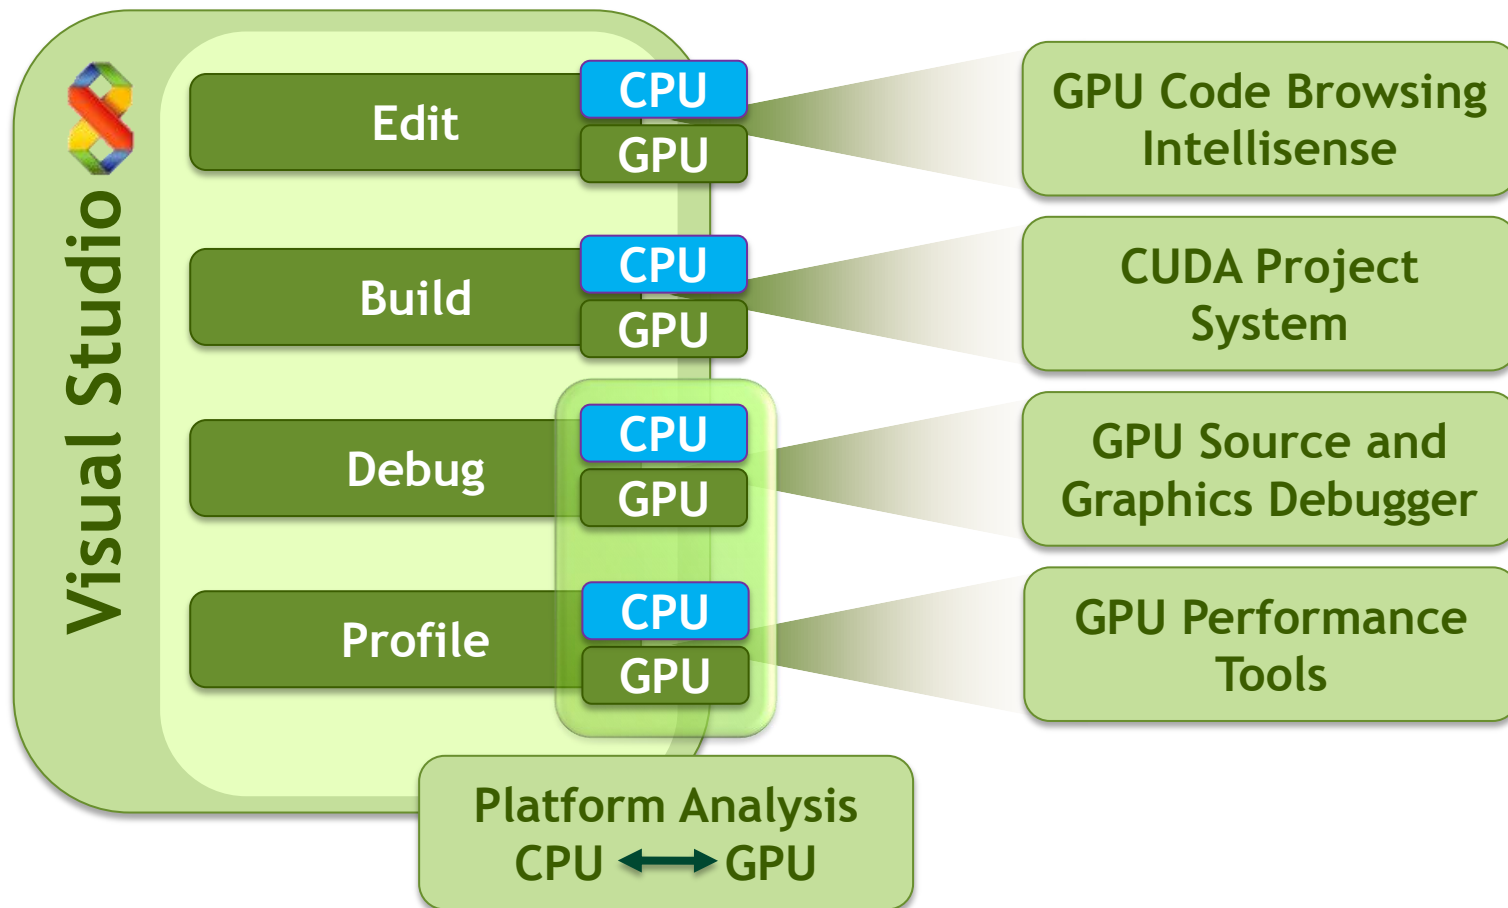 Visual Studio
Edit
CPU
GPU
GPU Code Browsing
Intellisense
Build
CPU
GPU
CUDA Project
System
Debug
CPU
GPU
GPU Source and
Graphics Debugger
Profile
CPU
GPU
GPU Performance
Tools
Platform Analysis
CPU GPU